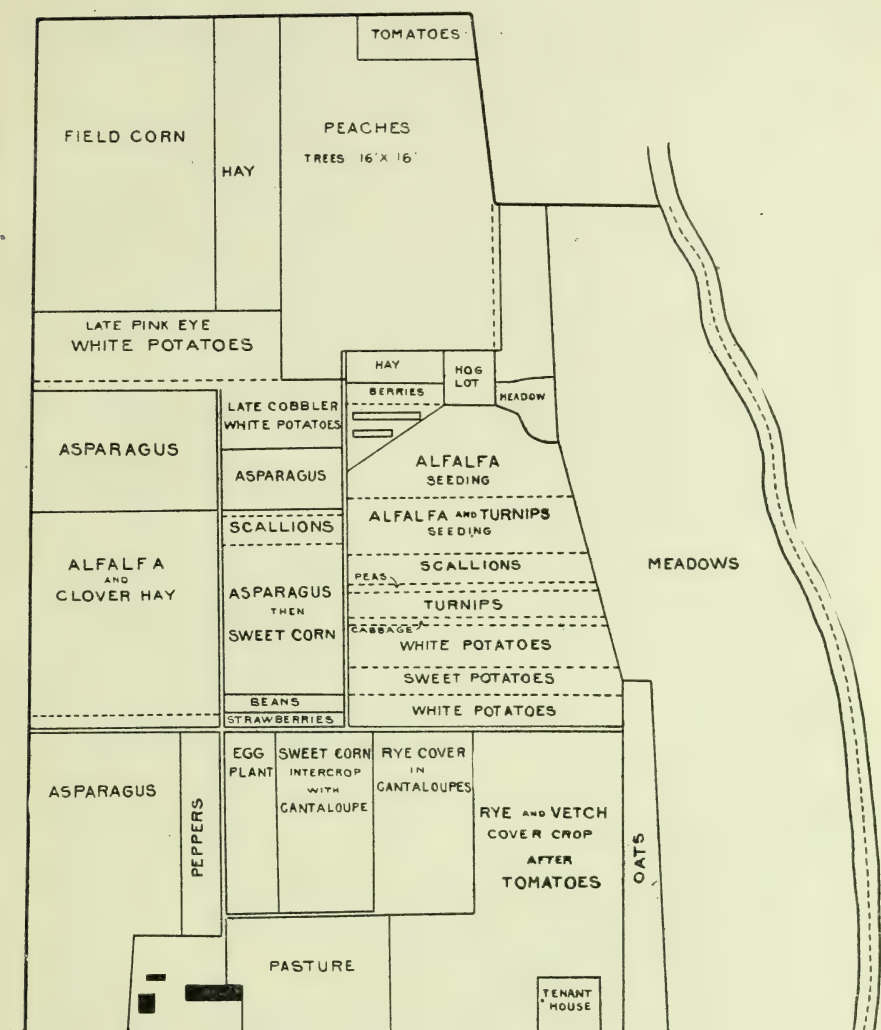 TOMATOES
FIELD CORN
HAY
PEACHES
TREES 16'X 16'
LATE PINK EYE
WHITE POTATOES
HAY
HOG
LOT
BERRIES
MEADOW
LATE COBBLER
WHITE POTATOES
ASPARAGUS
ASPARAGUS
ALFALFA
SEEDING
SCALLIONS
ALFALFA AND TURNIPS
SEEDING
ALFALFA
AND
CLOVER HAY
SCALLIONS
MEADOWS
PEAS
ASPARAGUS
THEN
SWEET CORN
TURNIPS
CABBAGE
WHITE POTATOES
SWEET POTATOES
BEANS
STRAWBERRIES
WHITE POTATOES
ASPARAGUS
PEPPERS
EGG
PLANT
SWEET CORN
INTERCROP
WITH
CANTALOUPE
RYE COVER
IN
CANTALOUPES
RYE AND VETCH
COVER CROP
AFTER
TOMATOES
OATS
PASTURE
TENANT
HOUSE